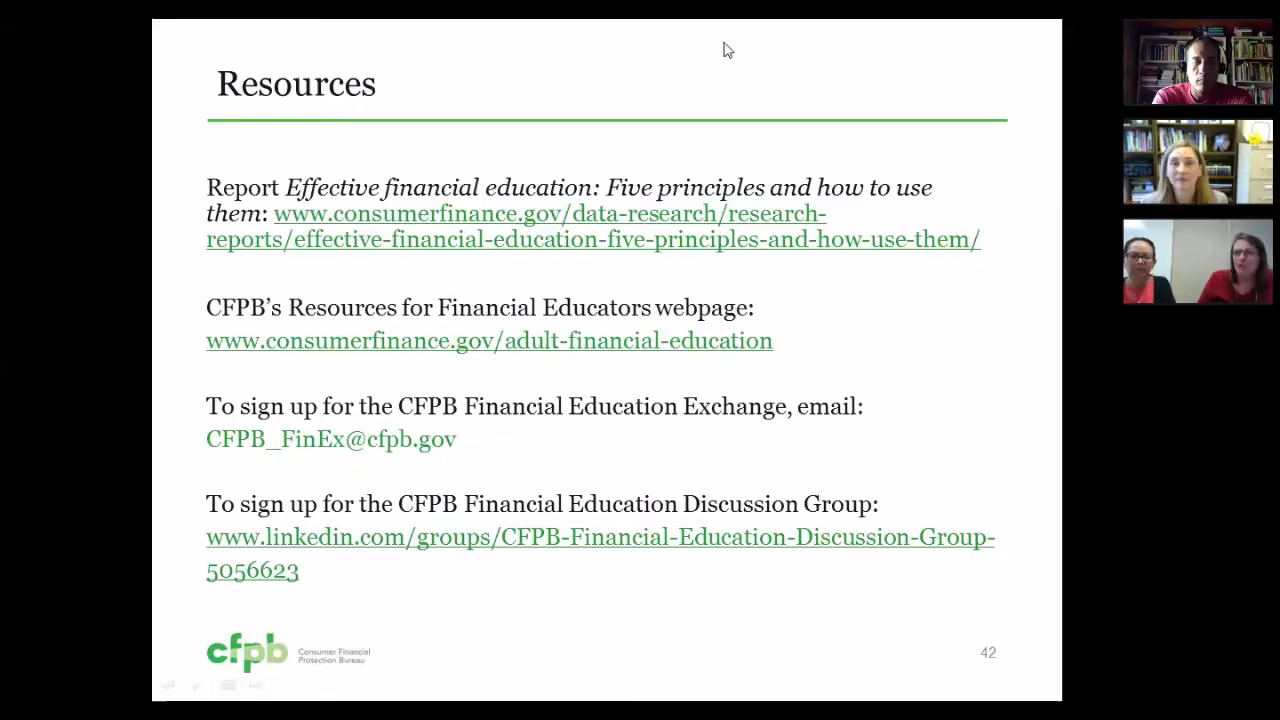 Resources
Report Effective financial education: Five principles and how to use
them: www.consumerfinance.gov/data-research/research-
reports/effective-financial-education-five-principles-and-how-use-them/
CFPB’s Resources for Financial Educators webpage:
www.consumerfinance.gov/adult-financial-education
To sign up for the CFPB Financial Education Exchange, email:
CFPB_FinEx@cfpb.gov
To sign up for the CFPB Financial Education Discussion Group:
www.linkedin.com/groups/CFPB-Financial-Education-Discussion-Group-
5056623
cfpb
Consumer Financial
Protection Bureau
42